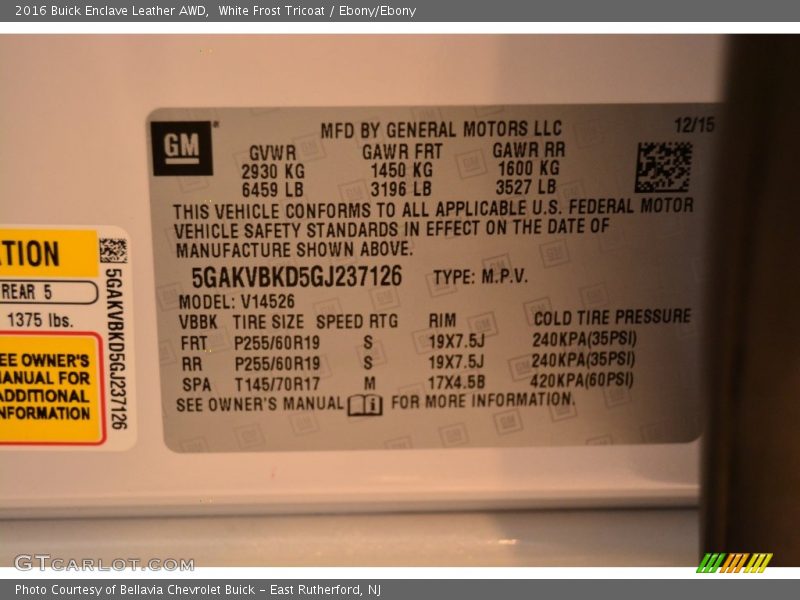 2016 Buick Enclave Leather AWD,  White Frost Tricoat / Ebony/Ebony
GM
MFD BY GENERAL MOTORS LLC
12/15
GVWR GAWR FRT GAWR RR
2930 KG 1450 KG 1600 KG
6459 LB 3196 LB 3527 LB
THIS VEHICLE CONFORMS TO ALL APPLICABLE U.S. FEDERAL MOTOR
VEHICLE SAFETY STANDARDS IN EFFECT ON THE DATE OF
MANUFACTURE SHOWN ABOVE.
5GAKVBKD5GJ237126 TYPE: M.P.V.
MODEL: V14526
VBBK TIRE SIZE SPEED RTG RIM COLD TIRE PRESSURE
FRT P255/60R19 S 19X7.5J 240KPA(35PSI)
RR P255/60R19 S 19X7.5J 240KPA(35PSI)
SPA T145/70R17 M 17X4.5B 420KPA(60PSI)
SEE OWNER'S MANUAL FOR MORE INFORMATION.
TION
REAR 5
1375 lbs.
EE OWNER'S
ANUAL FOR
ADDITIONAL
NFORMATION
5GAKVBKD5GJ237126
GTCARLOT.COM
Photo Courtesy of Bellavia Chevrolet Buick - East Rutherford, NJ